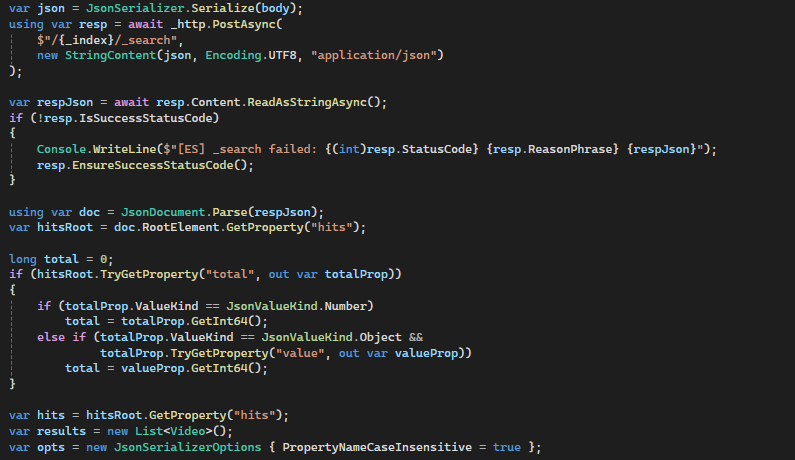 var json = JsonSerializer.Serialize(body);
using var resp = await _http.PostAsync(
    $"/{_index}/_search",
    new StringContent(json, Encoding.UTF8, "application/json")
);

var respJson = await resp.Content.ReadAsStringAsync();
if (!resp.IsSuccessStatusCode)
{
    Console.WriteLine($"[ES] _search failed: {(int)resp.StatusCode} {resp.ReasonPhrase} {respJson}");
    resp.EnsureSuccessStatusCode();
}

using var doc = JsonDocument.Parse(respJson);
var hitsRoot = doc.RootElement.GetProperty("hits");

long total = 0;
if (hitsRoot.TryGetProperty("total", out var totalProp))
{
    if (totalProp.ValueKind == JsonValueKind.Number)
        total = totalProp.GetInt64();
    else if (totalProp.ValueKind == JsonValueKind.Object &&
             totalProp.TryGetProperty("value", out var valueProp))
        total = valueProp.GetInt64();
}

var hits = hitsRoot.GetProperty("hits");
var results = new List<Video>();
var opts = new JsonSerializerOptions { PropertyNameCaseInsensitive = true };